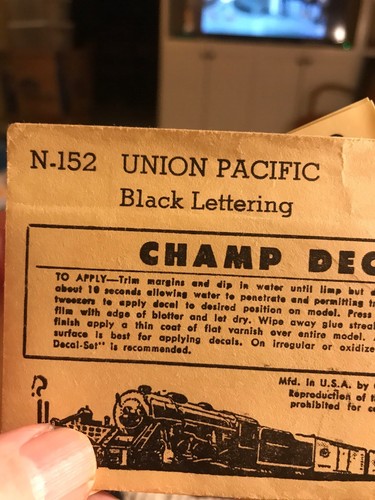 N-152 UNION PACIFIC
Black Lettering
CHAMP DEC
TO APPLY—Trim margins and dip in water until limp but d
about 10 seconds allowing water to penetrate and permitting tr
tweezers to apply decal to desired position on model. Press
film with edge of blotter and let dry. Wipe away glue streak
finish apply a thin coat of flat varnish over entire model.
surface is best for applying decals. On irregular or oxidize
Decal-Set" is recommended.
Mfd. in U.S.A. by
Reproduction of
prohibited for